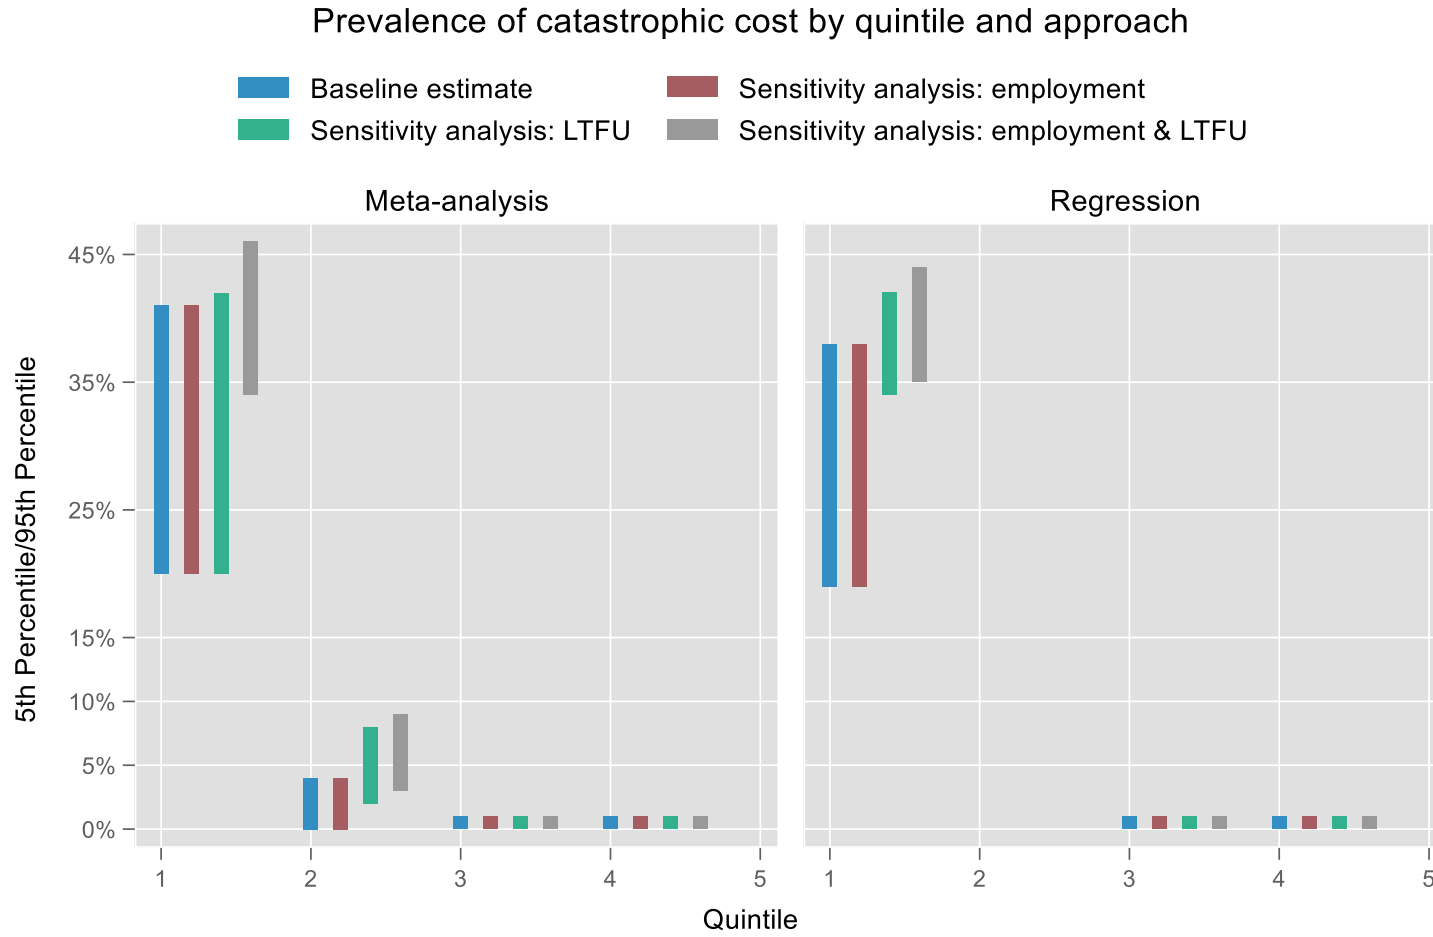 Prevalence of catastrophic cost by quintile and approach
Baseline estimate
Sensitivity analysis: employment
Sensitivity analysis: LTFU
Sensitivity analysis: employment & LTFU
Meta-analysis
Regression
5th Percentile/95th Percentile
45%
35%
25%
15%
10%
5%
0%
1 2 3 4 5
1 2 3 4 5
Quintile